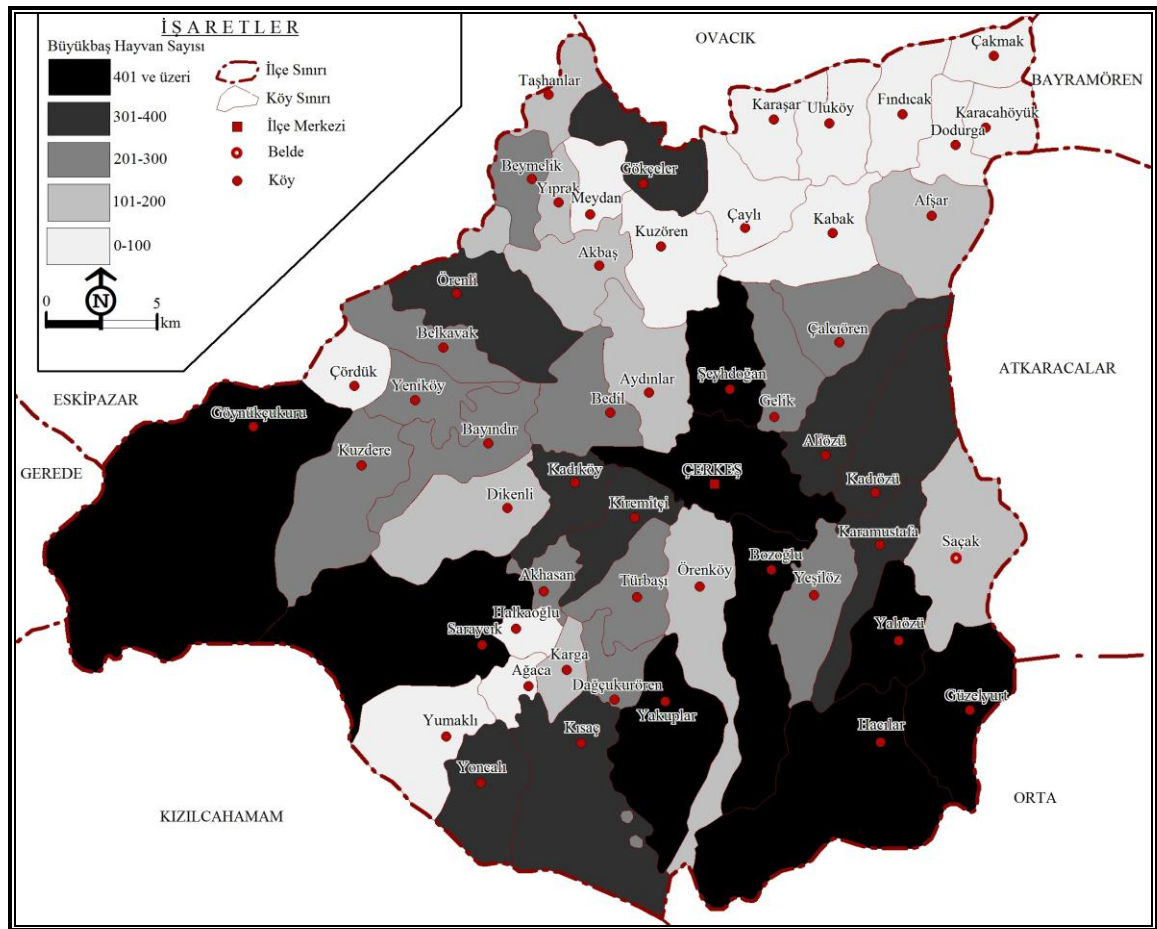 İ Ş A R E T L E R
Büyükbaş Hayvan Sayısı
401 ve üzeri
301-400
201-300
101-200
0-100
İlçe Sınırı
Köy Sınırı
İlçe Merkezi
Belde
Köy
N
0 5
km
OVACIK
Çakmak
BAYRAMÖREN
Taşhanlar
Karaşar
Uluköy
Fındıcak
Karacahöyük
Dodurga
Beymelik
Gökçeler
Yıprak
Meydan
Çaylı
Kabak
Afşar
Kuzören
Akbaş
Örenli
Belkavak
Çalcıören
Çördük
Yeniköy
Aydınlar
Şeyhdoğan
ATKARACALAR
ESKİPAZAR
Göynükçukuru
Bedil
Gelik
Bayındır
Kuzdere
Aliözü
GEREDE
Kadıköy
ÇERKEŞ
Kadıözü
Dikenli
Kiremitçi
Karamustafa
Saçak
Bozoğlu
Akhasan
Türbaşı
Örenköy
Yeşilöz
Halkaoğlu
Saraycık
Yalıözü
Karga
Ağaca
Dağçukurören
Yakuplar
Güzelyurt
Yumaklı
Kısaç
Hacılar
Yoncalı
KIZILCAHAMAM
ORTA